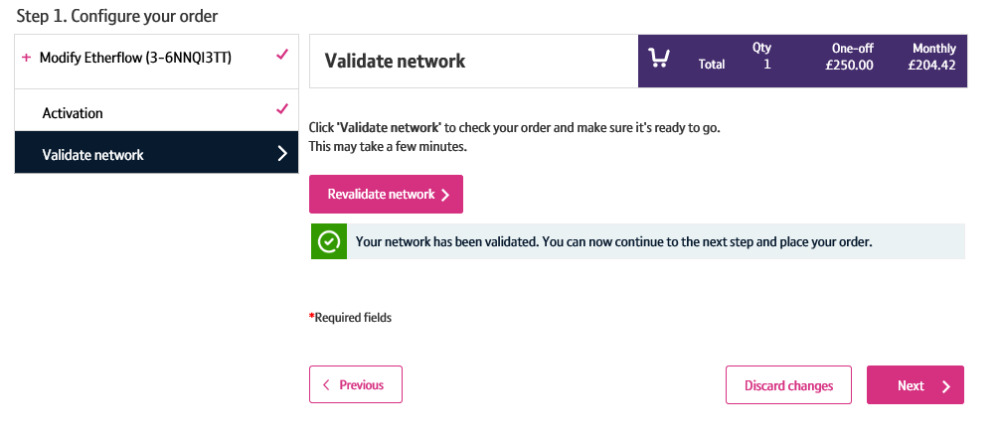 Step 1. Configure your order
+ Modify Etherflow (3-6NNQI3TT)
Activation
Validate network
Validate network
Total
Qty
1
One-off
£250.00
Monthly
£204.42
Click 'Validate network' to check your order and make sure it's ready to go.
This may take a few minutes.
Revalidate network
Your network has been validated. You can now continue to the next step and place your order.
*Required fields
Previous
Discard changes
Next